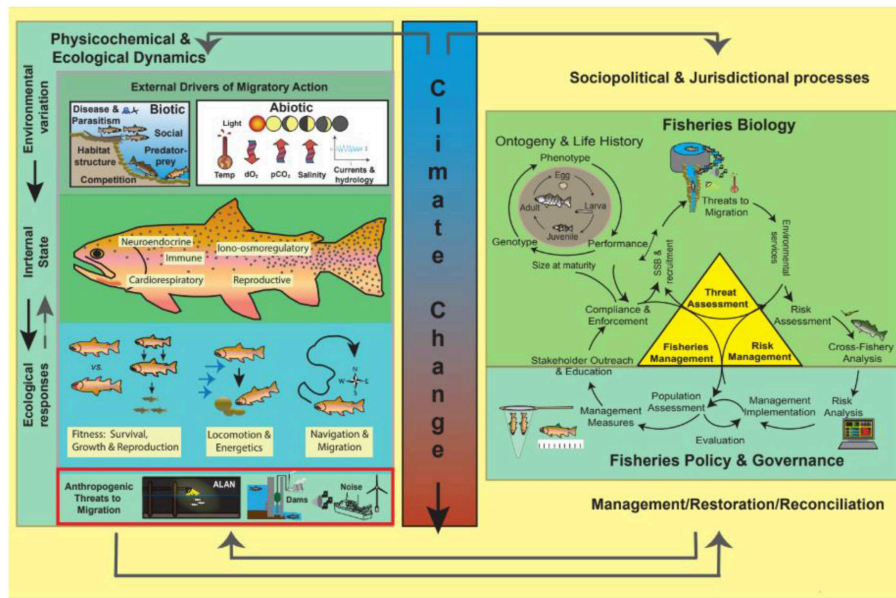 Physicochemical &
Ecological Dynamics
Environmental
variation
Inrternal
State
Ecological
responses
External Drivers of Migratory Action
Disease &
Parasitism
Biotic
Social
Habitat
structure
Predator-
prey
Competition
Abiotic
Light
Temp
dO₂
pCO₂
Salinity
Currents &
hydrology
Neuroendocrine
Immune
Iono-osmoregulatory
Cardiorespiratory
Reproductive
vs.
N
W
E
S
Fitness: Survival,
Growth & Reproduction
Locomotion &
Energetics
Navigation &
Migration
Anthropogenic
Threats to
Migration
ALAN
Dams
Noise
Climate Change
Sociopolitical & Jurisdictional processes
Fisheries Biology
Ontogeny & Life History
Phenotype
Egg
Adult
Larva
Juvenile
Genotype
Performance
Size at maturity
SSB &
recruitment
Threats to
Migration
Environmental
services
Threat
Assessment
Compliance &
Enforcement
Risk
Assessment
Fisheries
Management
Risk
Management
Cross-Fishery
Analysis
Stakeholder Outreach
& Education
Population
Assessment
Management
Implementation
Management
Measures
Risk
Analysis
Evaluation
Fisheries Policy & Governance
Management/Restoration/Reconciliation